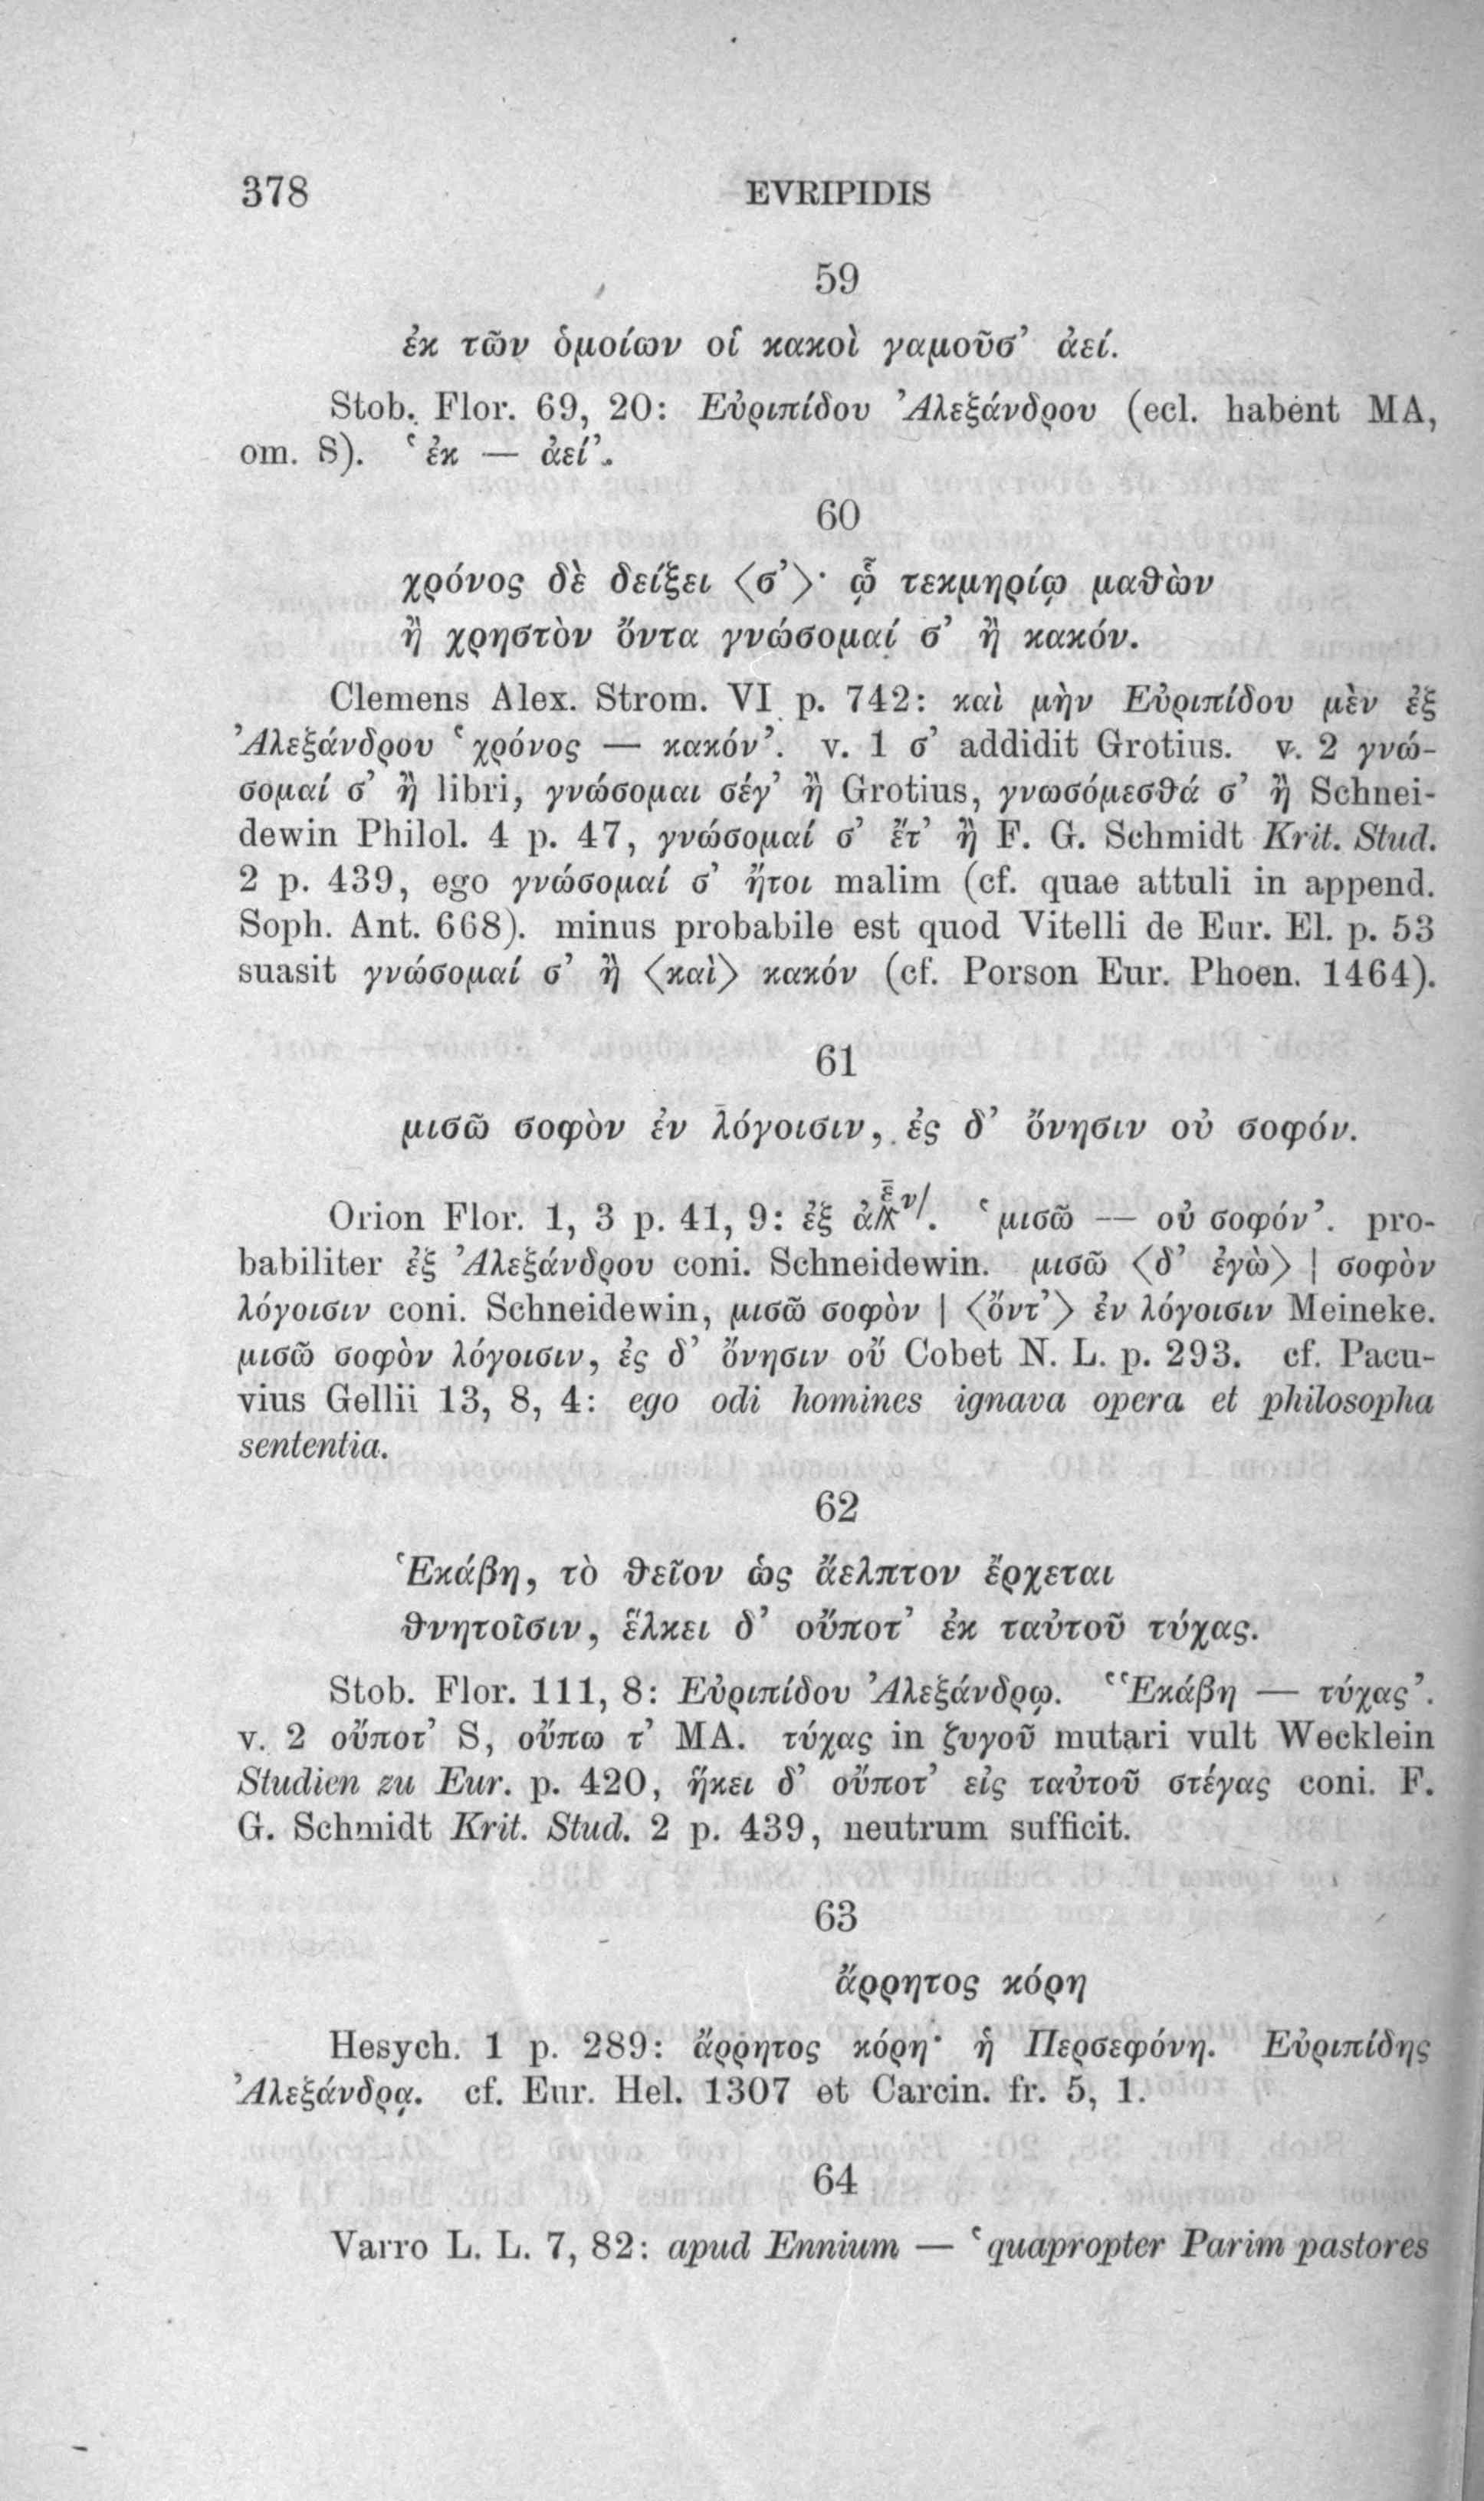 378 EVRIPIDIS
59
ἐκ τῶν ὁμοίων οἱ κακοὶ γαμοῦσ’ ἀεί.
Stob. Flor. 69, 20: Εὐριπίδου Ἀλεξάνδρου (ecl. habent MA,
om. S). ‘ἐκ — ἀεί’.
60
χρόνος δὲ δείξει ⟨σ’⟩· ᾧ τεκμηρίῳ μαθὼν
ἢ χρηστὸν ὄντα γνώσομαί σ’ ἢ κακόν.
Clemens Alex. Strom. VI p. 742: καὶ μὴν Εὐριπίδου μὲν ἐξ
Ἀλεξάνδρου ‘χρόνος — κακόν’. v. 1 σ’ addidit Grotius. v. 2 γνώ-
σομαί σ’ ἢ libri, γνώσομαι σέγ’ ἢ Grotius, γνωσόμεσθά σ’ ἢ Schnei-
dewin Philol. 4 p. 47, γνώσομαί σ’ ἔτ’ ἢ F. G. Schmidt Krit. Stud.
2 p. 439, ego γνώσομαί σ’ ἤτοι malim (cf. quae attuli in append.
Soph. Ant. 668). minus probabile est quod Vitelli de Eur. El. p. 53
suasit γνώσομαί σ’ ἢ ⟨καὶ⟩ κακόν (cf. Porson Eur. Phoen. 1464).
61
μισῶ σοφὸν ἐν λόγοισιν, ἐς δ’ ὄνησιν οὐ σοφόν.
Orion Flor. 1, 3 p. 41, 9: ἐξ ‘μισῶ — οὐ σοφόν’. pro-
babiliter ἐξ Ἀλεξάνδρου coni. Schneidewin. μισῶ ⟨δ’ ἐγὼ⟩ | σοφὸν
λόγοισιν coni. Schneidewin, μισῶ σοφὸν | ⟨ὄντ’⟩ ἐν λόγοισιν Meineke.
μισῶ σοφὸν λόγοισιν, ἐς δ’ ὄνησιν οὔ Cobet N. L. p. 293. cf. Pacu-
vius Gellii 13, 8, 4: ego odi homines ignava opera et philosopha
sententia.
62
Ἑκάβη, τὸ θεῖον ὡς ἄελπτον ἔρχεται
θνητοῖσιν, ἕλκει δ’ οὔποτ’ ἐκ ταὐτοῦ τύχας.
Stob. Flor. 111, 8: Εὐριπίδου Ἀλεξάνδρῳ. ‘Ἑκάβη — τύχας’.
v. 2 οὔποτ’ S, οὔπω τ’ MA. τύχας in ζυγοῦ mutari vult Wecklein
Studien zu Eur. p. 420, ἥκει δ’ οὔποτ’ εἰς ταὐτοῦ στέγας coni. F.
G. Schmidt Krit. Stud. 2 p. 439, neutrum sufficit.
63
ἄρρητος κόρη
Hesych. 1 p. 289: ἄρρητος κόρη· ἡ Περσεφόνη. Εὐριπίδης
Ἀλεξάνδρᾳ. cf. Eur. Hel. 1307 et Carcin. fr. 5, 1.
64
Varro L. L. 7, 82: apud Ennium — ‘quapropter Parim pastores